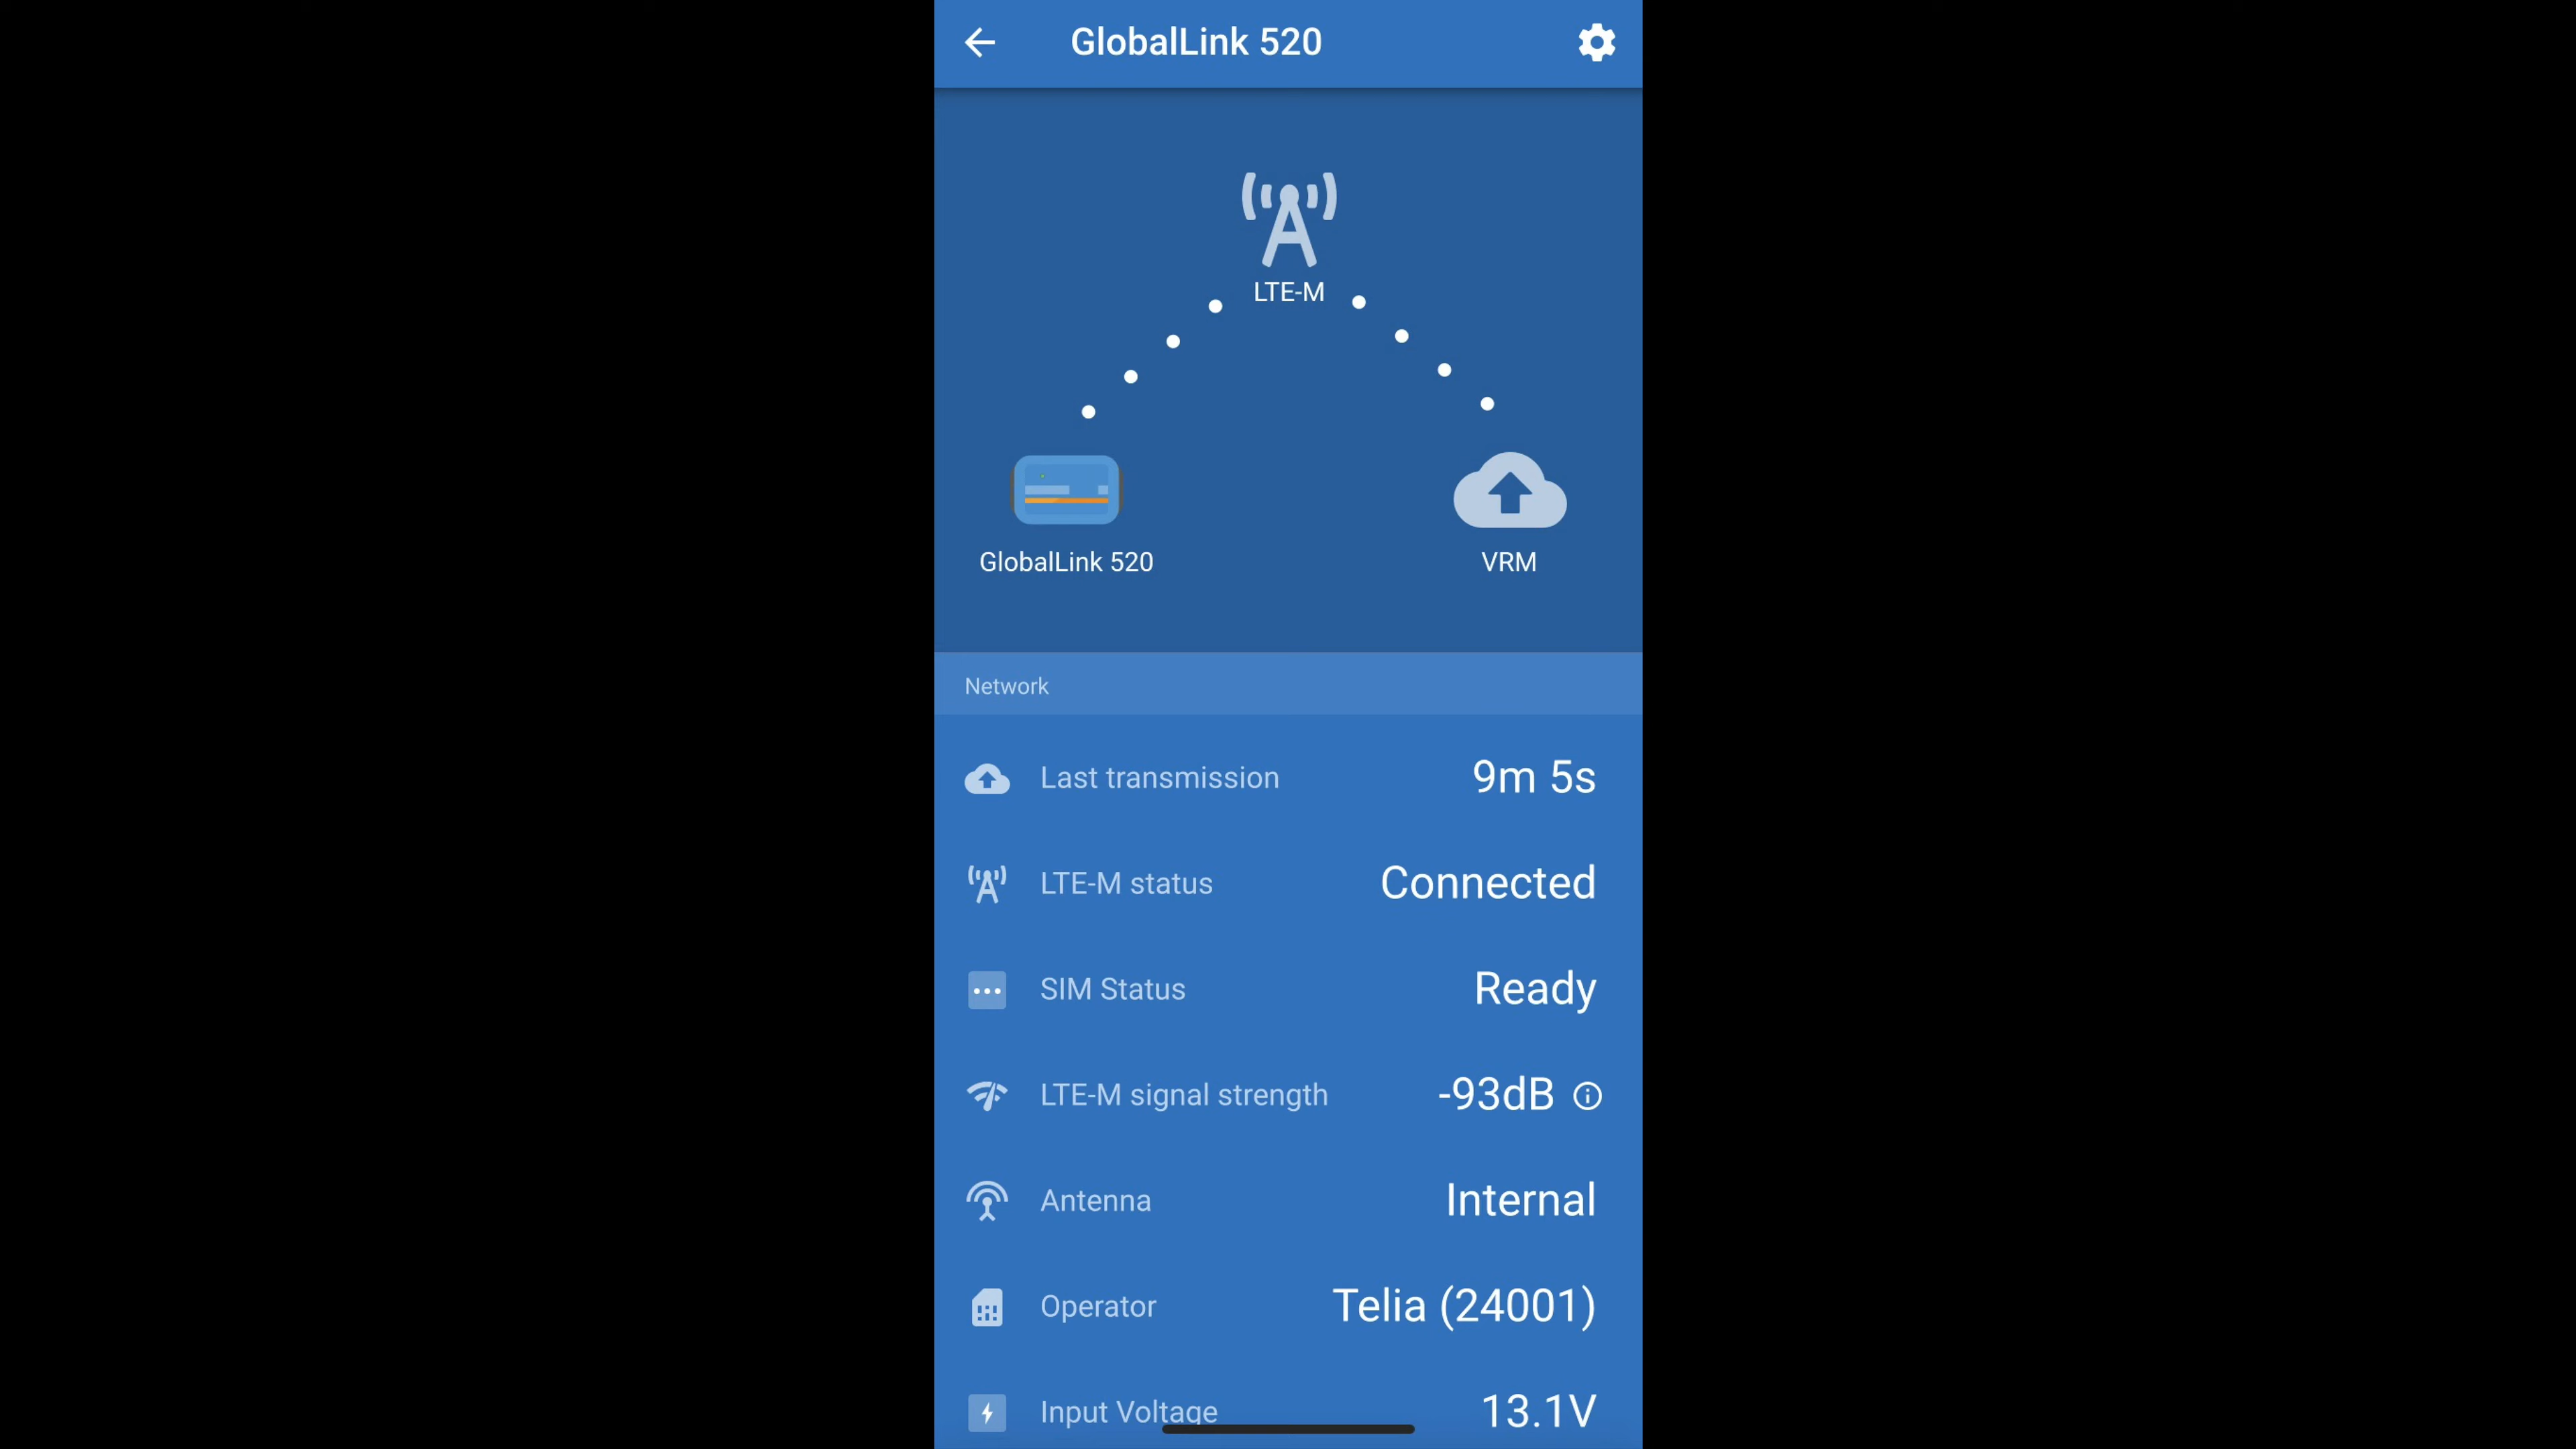 GlobalLink 520
LTE-M
GlobalLink 520
VRM
Network
Last transmission 9m 5s
LTE-M status Connected
SIM Status Ready
LTE-M signal strength -93dB
Antenna Internal
Operator Telia (24001)
Input Voltage 13.1V